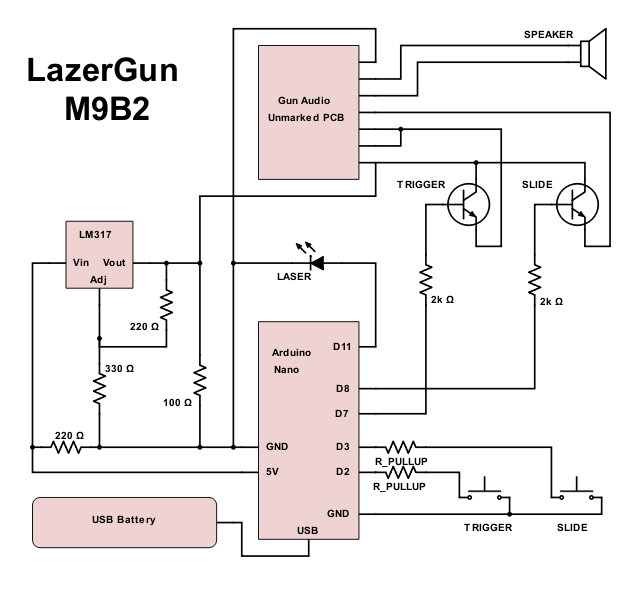 LazerGun
M9B2
SPEAKER
Gun Audio
Unmarked PCB
TRIGGER
SLIDE
LM317
Vin
Vout
Adj
LASER
2k Ω
2k Ω
220 Ω
330 Ω
100 Ω
220 Ω
Arduino
Nano
D11
D8
D7
GND
D3
5V
D2
GND
USB
R_PULLUP
R_PULLUP
USB Battery
TRIGGER
SLIDE